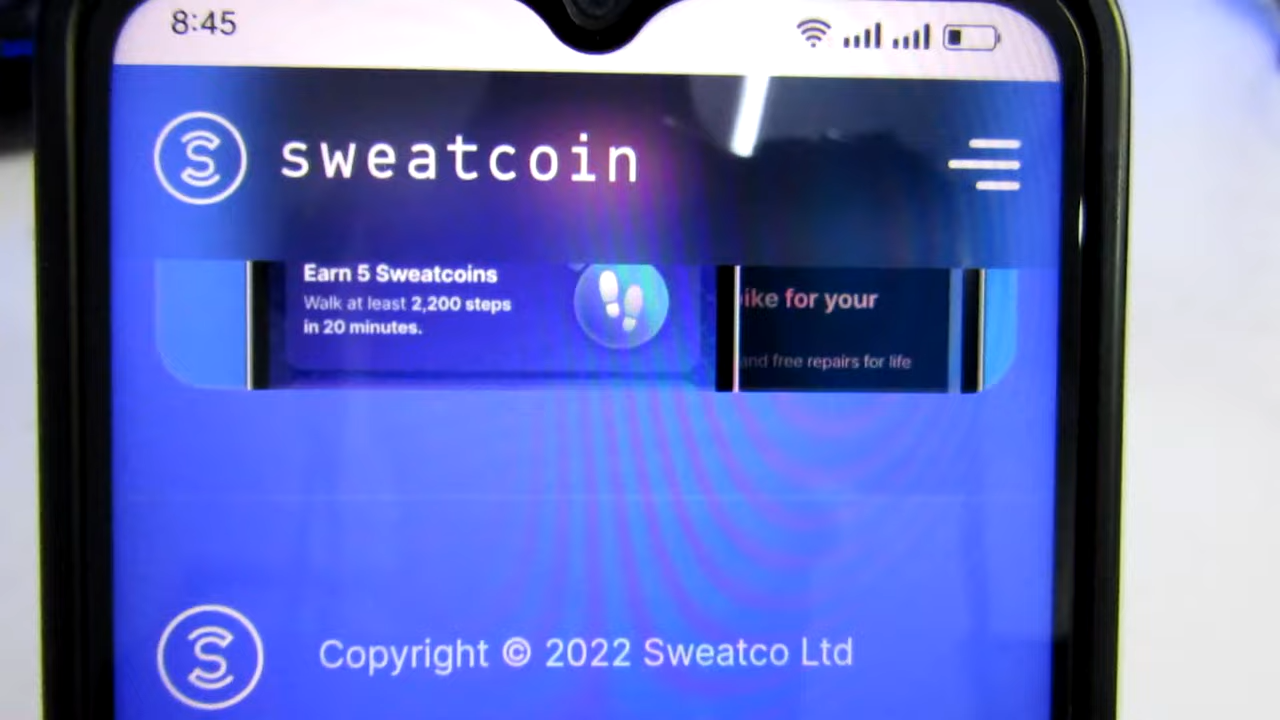 8:45
sweatcoin
Earn 5 Sweatcoins
Walk at least 2,200 steps
in 20 minutes.
ike for your
and free repairs for life
Copyright © 2022 Sweatco Ltd